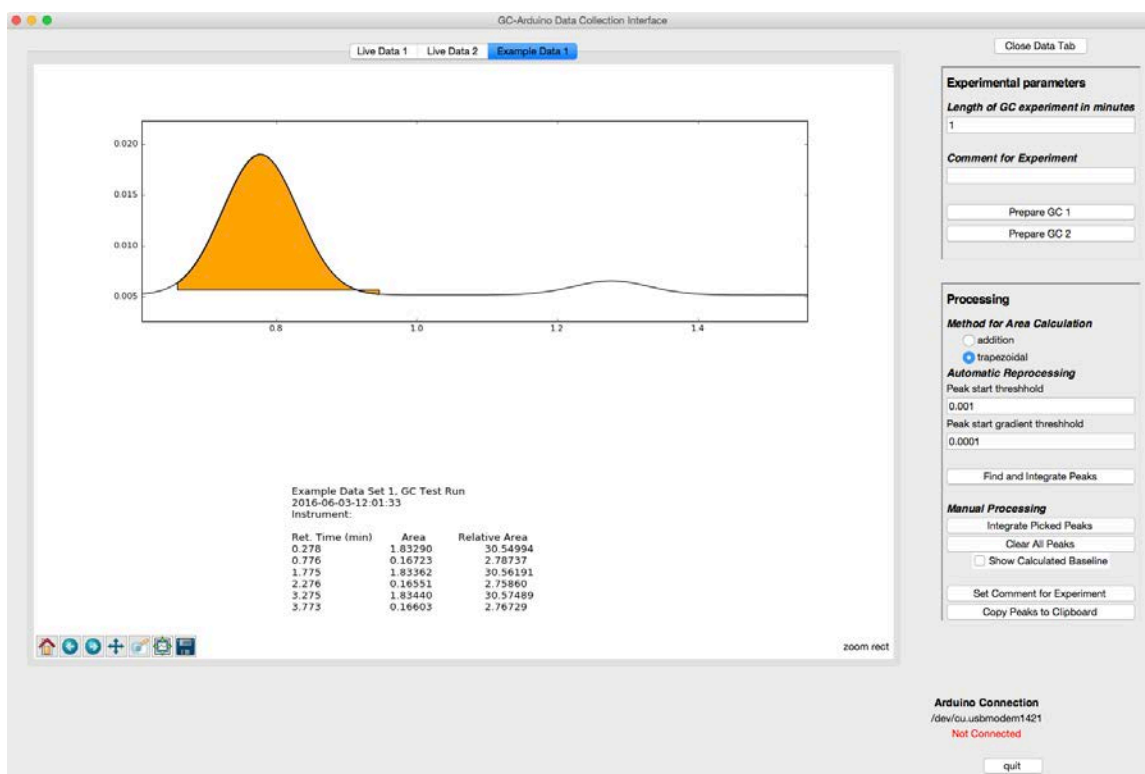 GC-Arduino Data Collection Interface
Live Data 1 Live Data 2 Example Data 1
0.020
0.015
0.010
0.005
0.8 1.0 1.2 1.4
Example Data Set 1, GC Test Run
2016-06-03-12:01:33
Instrument:
Ret. Time (min) Area Relative Area
0.278 1.83290 30.54994
0.776 0.16723 2.78737
1.775 1.83362 30.56191
2.276 0.16551 2.75860
3.275 1.83440 30.57489
3.773 0.16603 2.76729
zoom rect
Close Data Tab
Experimental parameters
Length of GC experiment in minutes
1
Comment for Experiment
Prepare GC 1
Prepare GC 2
Processing
Method for Area Calculation
addition
trapezoidal
Automatic Reprocessing
Peak start threshhold
0.001
Peak start gradient threshhold
0.0001
Find and Integrate Peaks
Manual Processing
Integrate Picked Peaks
Clear All Peaks
Show Calculated Baseline
Set Comment for Experiment
Copy Peaks to Clipboard
Arduino Connection
/dev/cu.usbmodem1421
Not Connected
quit